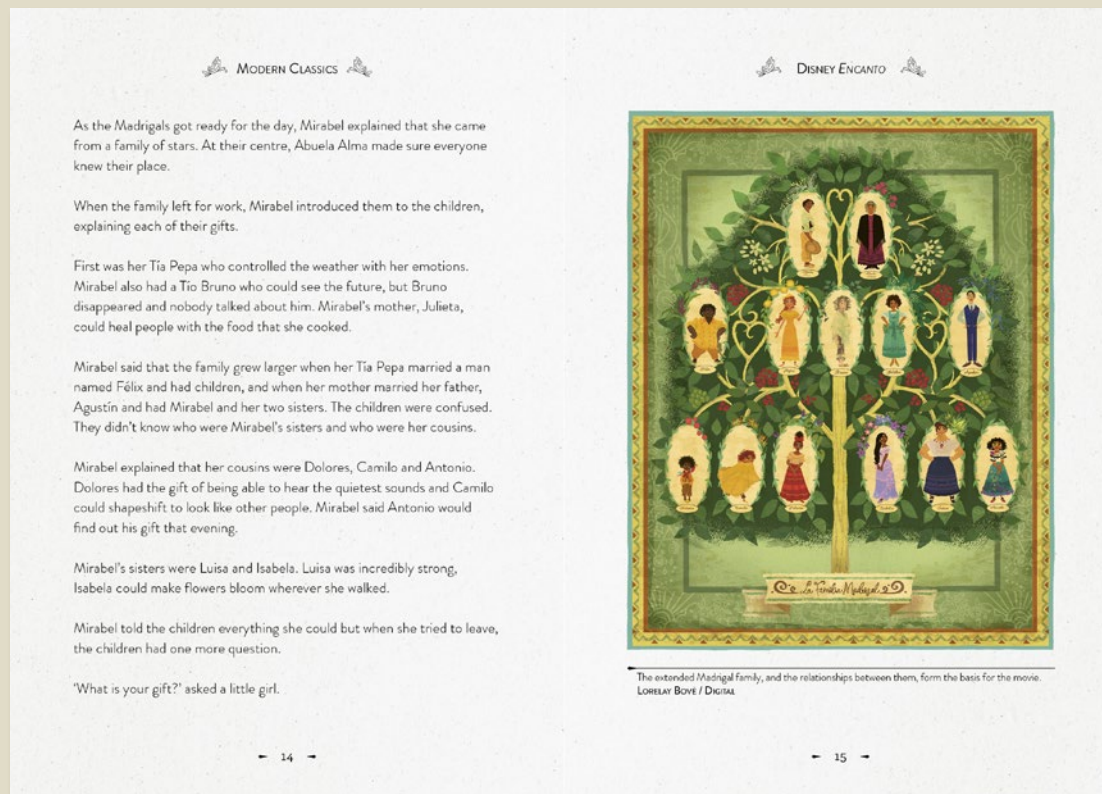 MODERN CLASSICS
As the Madrigals got ready for the day, Mirabel explained that she came
from a family of stars. At their centre, Abuela Alma made sure everyone
knew their place.
When the family left for work, Mirabel introduced them to the children,
explaining each of their gifts.
First was her Tía Pepa who controlled the weather with her emotions.
Mirabel also had a Tío Bruno who could see the future, but Bruno
disappeared and nobody talked about him. Mirabel's mother, Julieta,
could heal people with the food that she cooked.
Mirabel said that the family grew larger when her Tía Pepa married a man
named Félix and had children, and when her mother married her father,
Agustín and had Mirabel and her two sisters. The children were confused.
They didn't know who were Mirabel's sisters and who were her cousins.
Mirabel explained that her cousins were Dolores, Camilo and Antonio.
Dolores had the gift of being able to hear the quietest sounds and Camilo
could shapeshift to look like other people. Mirabel said Antonio would
find out his gift that evening.
Mirabel's sisters were Luisa and Isabela. Luisa was incredibly strong,
Isabela could make flowers bloom wherever she walked.
Mirabel told the children everything she could but when she tried to leave,
the children had one more question.
'What is your gift?' asked a little girl.
14
DISNEY ENCANTO
La Familia Madrigal
The extended Madrigal family, and the relationships between them, form the basis for the movie.
LORELAY BOVÉ / DIGITAL
15